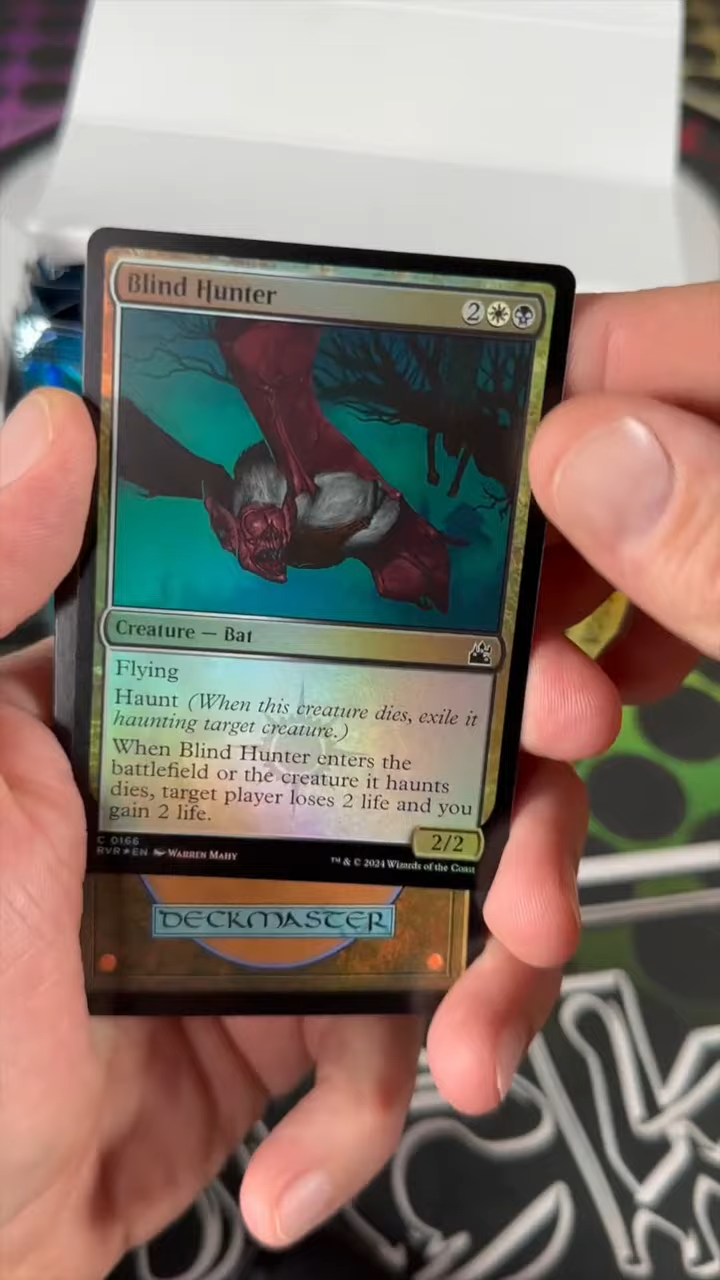 Blind Hunter
2
Creature — Bat
Flying
Haunt (When this creature dies, exile it
haunting target creature.)
When Blind Hunter enters the
battlefield or the creature it haunts
dies, target player loses 2 life and you
gain 2 life.
2/2
C 0166
RVR★EN WARREN MAHY
™ & © 2024 Wizards of the Coast
DECKMASTER